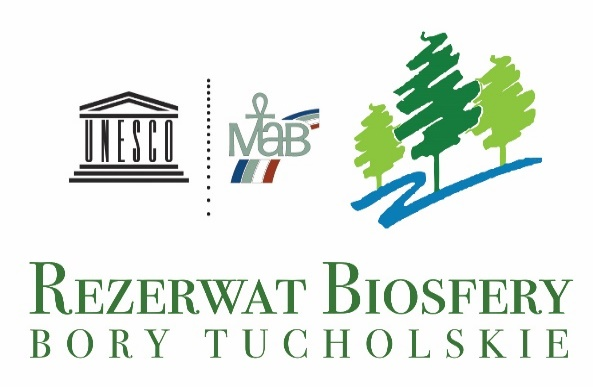 UNESCO
MaB
REZERWAT BIOSFERY
BORY TUCHOLSKIE